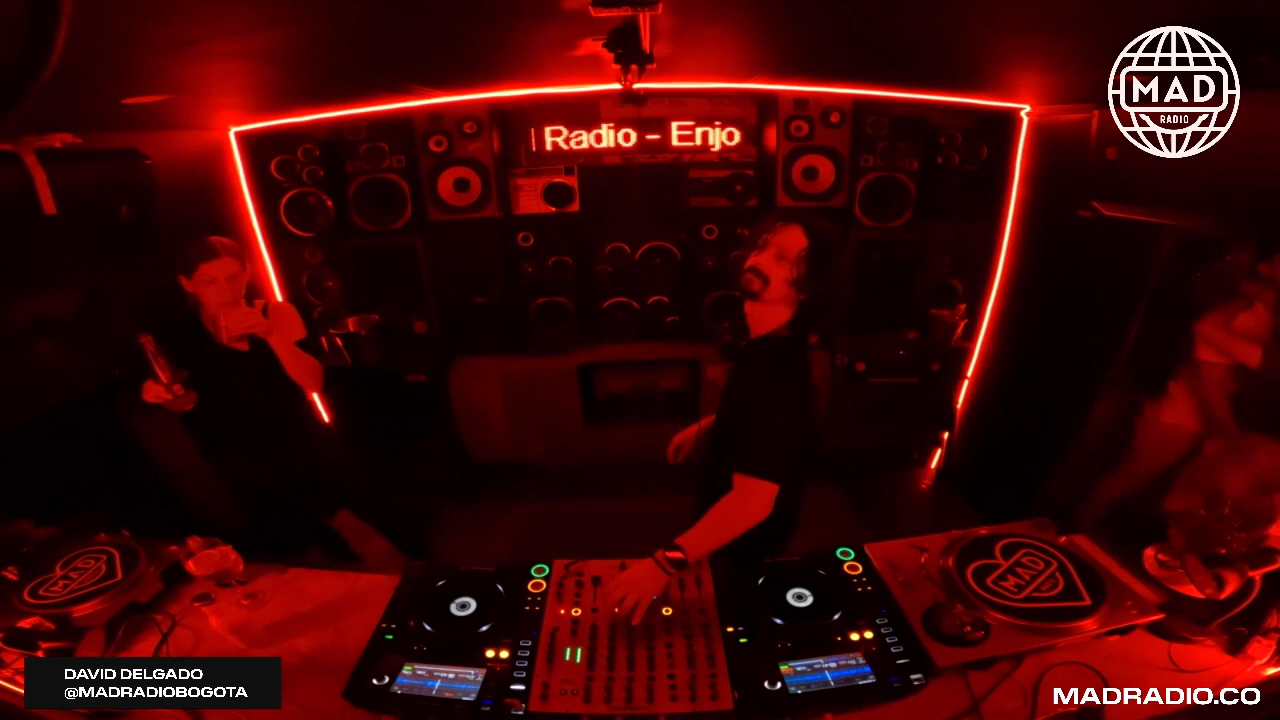 MAD
RADIO
Radio - Enjo
MAD
MAD
DAVID DELGADO
@MADRADIOBOGOTA
MADRADIO.CO